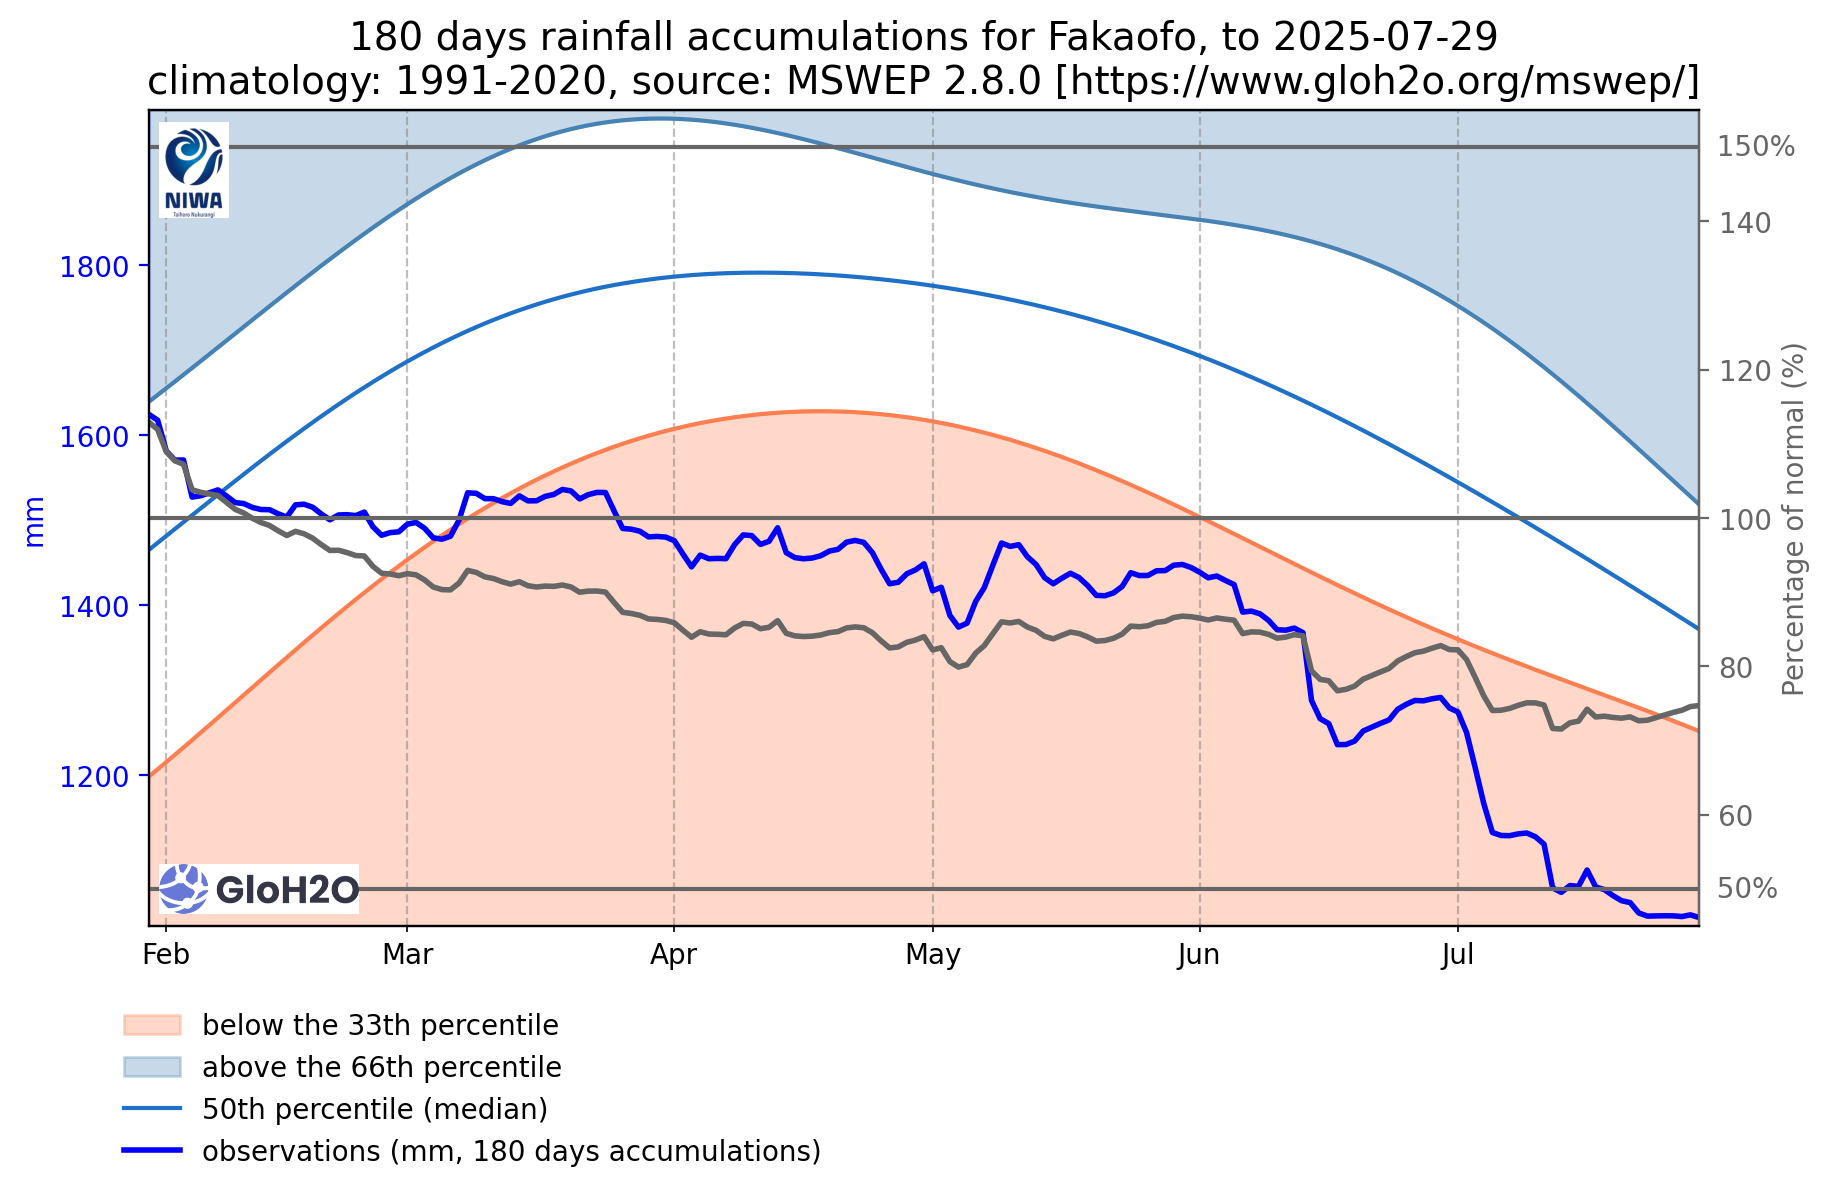 180 days rainfall accumulations for Fakaofo, to 2025-07-29
climatology: 1991-2020, source: MSWEP 2.8.0 [https://www.gloh2o.org/mswep/]
NIWA
Taihoro Nukurangi
150%
140
1800
120
1600
mm
100
Percentage of normal (%)
1400
80
1200
60
GloH2O
50%
Feb
Mar
Apr
May
Jun
Jul
below the 33th percentile
above the 66th percentile
50th percentile (median)
observations (mm, 180 days accumulations)